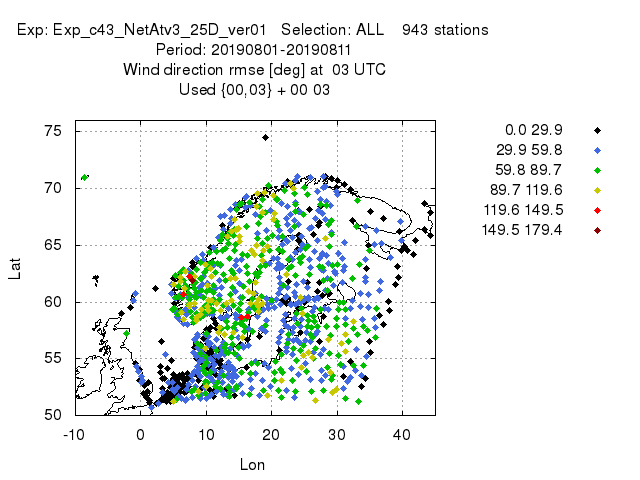 Exp: Exp_c43_NetAtv3_25D_ver01   Selection: ALL    943 stations
Period: 20190801-20190811
Wind direction rmse [deg] at  03 UTC
Used {00,03} + 00 03
0.0 29.9
29.9 59.8
59.8 89.7
89.7 119.6
119.6 149.5
149.5 179.4
75
70
65
60
55
50
Lat
-10 0 10 20 30 40
Lon